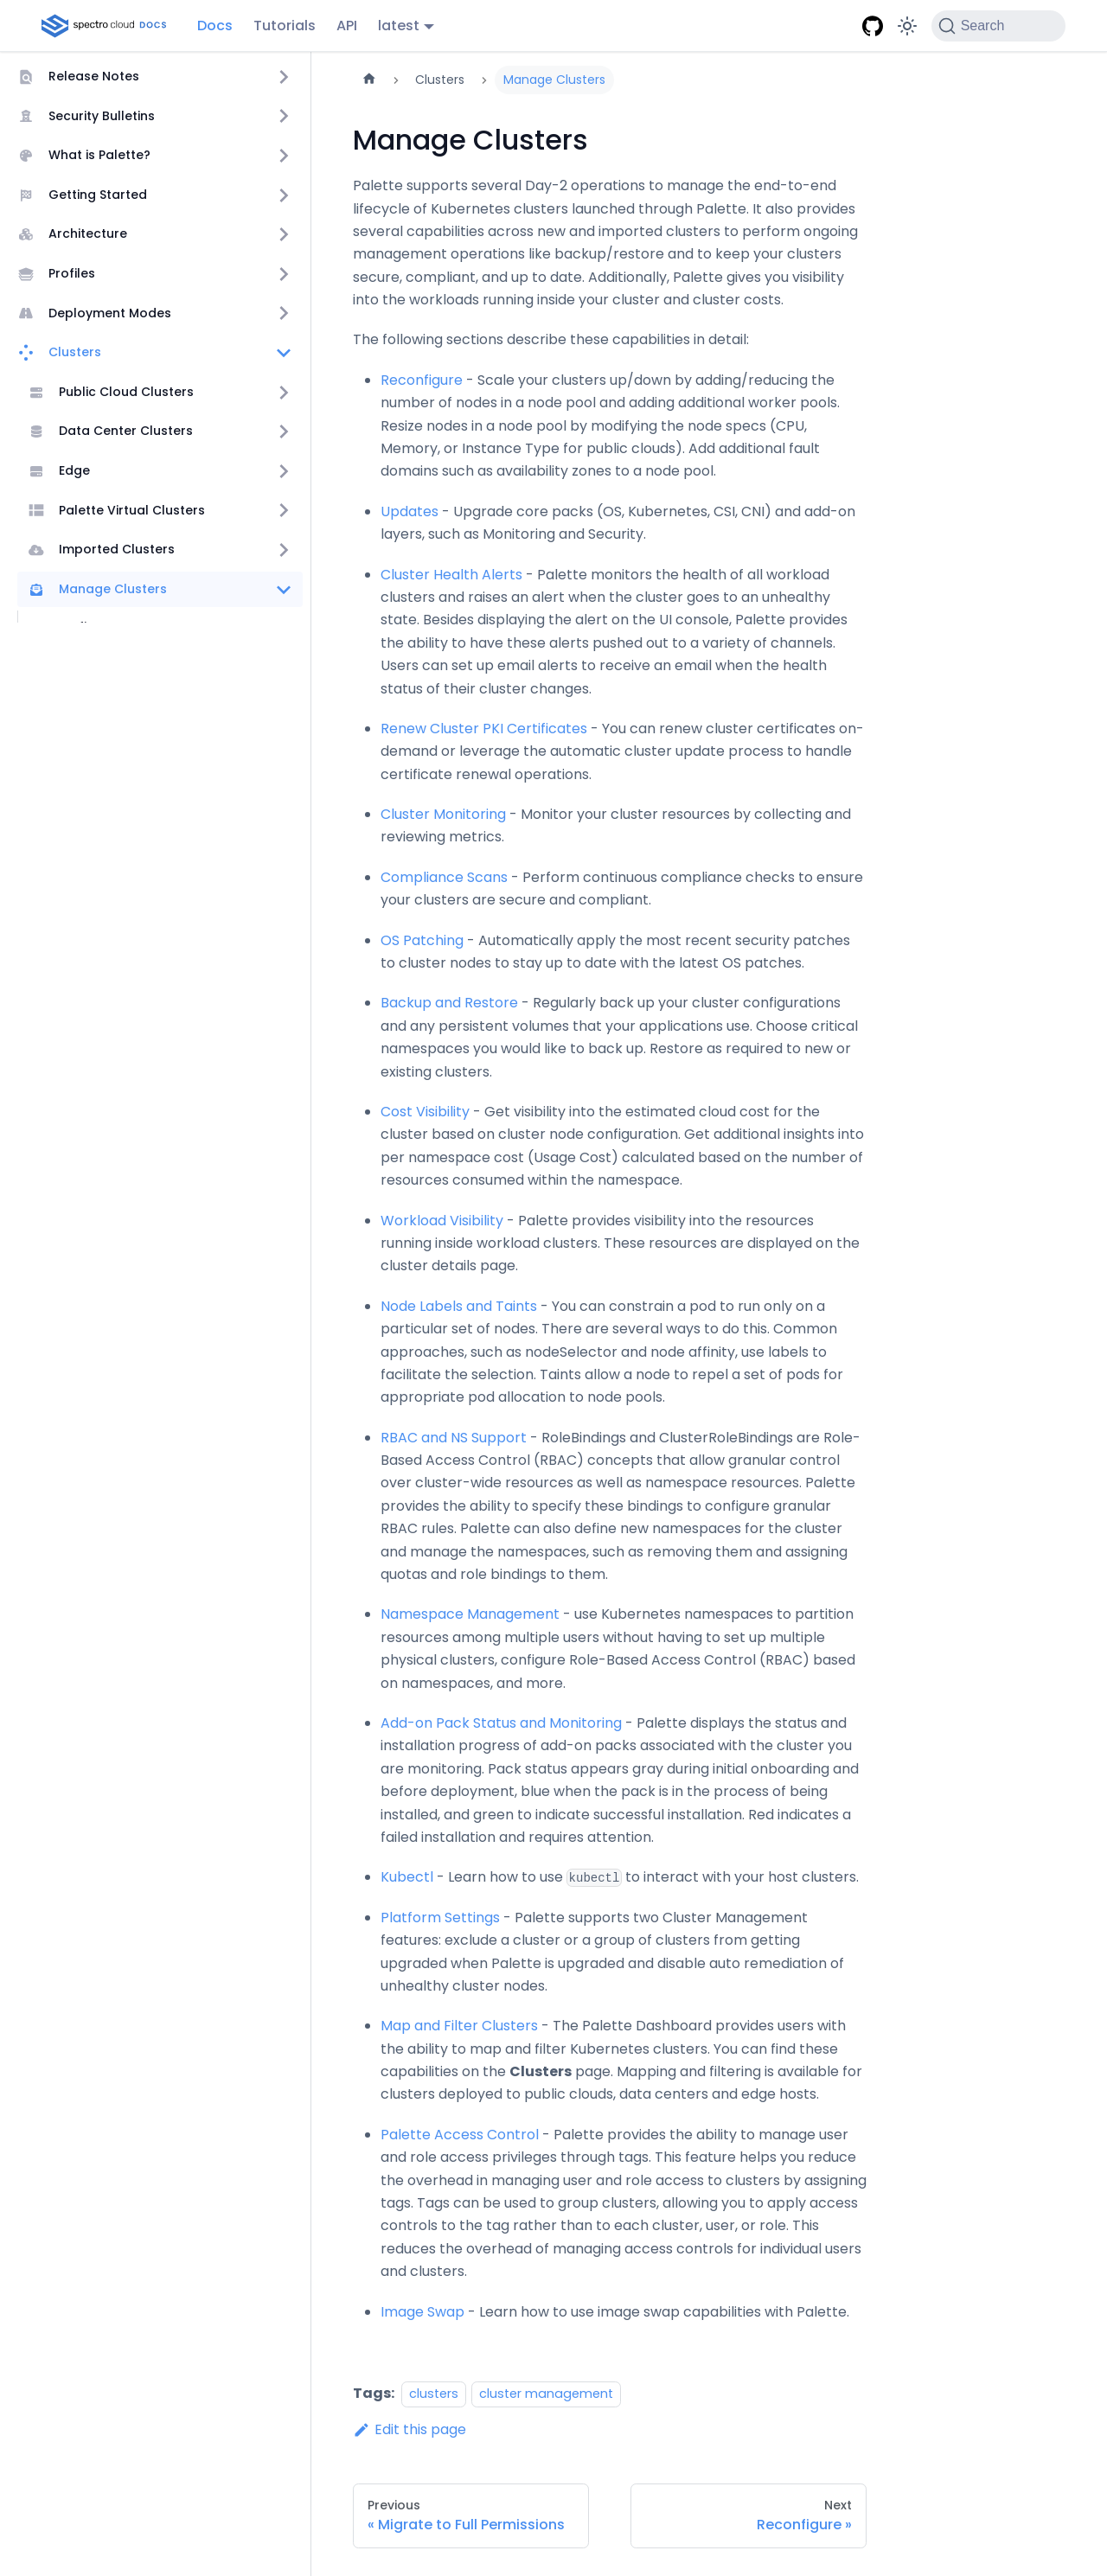 spectro cloud DOCS Docs Tutorials API latest Search
Release Notes
Security Bulletins
What is Palette?
Getting Started
Architecture
Profiles
Deployment Modes
Clusters
Public Cloud Clusters
Data Center Clusters
Edge
Palette Virtual Clusters
Imported Clusters
Manage Clusters
Clusters Manage Clusters
Manage Clusters
Palette supports several Day-2 operations to manage the end-to-end
lifecycle of Kubernetes clusters launched through Palette. It also provides
several capabilities across new and imported clusters to perform ongoing
management operations like backup/restore and to keep your clusters
secure, compliant, and up to date. Additionally, Palette gives you visibility
into the workloads running inside your cluster and cluster costs.
The following sections describe these capabilities in detail:
Reconfigure - Scale your clusters up/down by adding/reducing the
number of nodes in a node pool and adding additional worker pools.
Resize nodes in a node pool by modifying the node specs (CPU,
Memory, or Instance Type for public clouds). Add additional fault
domains such as availability zones to a node pool.
Updates - Upgrade core packs (OS, Kubernetes, CSI, CNI) and add-on
layers, such as Monitoring and Security.
Cluster Health Alerts - Palette monitors the health of all workload
clusters and raises an alert when the cluster goes to an unhealthy
state. Besides displaying the alert on the UI console, Palette provides
the ability to have these alerts pushed out to a variety of channels.
Users can set up email alerts to receive an email when the health
status of their cluster changes.
Renew Cluster PKI Certificates - You can renew cluster certificates on-
demand or leverage the automatic cluster update process to handle
certificate renewal operations.
Cluster Monitoring - Monitor your cluster resources by collecting and
reviewing metrics.
Compliance Scans - Perform continuous compliance checks to ensure
your clusters are secure and compliant.
OS Patching - Automatically apply the most recent security patches
to cluster nodes to stay up to date with the latest OS patches.
Backup and Restore - Regularly back up your cluster configurations
and any persistent volumes that your applications use. Choose critical
namespaces you would like to back up. Restore as required to new or
existing clusters.
Cost Visibility - Get visibility into the estimated cloud cost for the
cluster based on cluster node configuration. Get additional insights into
per namespace cost (Usage Cost) calculated based on the number of
resources consumed within the namespace.
Workload Visibility - Palette provides visibility into the resources
running inside workload clusters. These resources are displayed on the
cluster details page.
Node Labels and Taints - You can constrain a pod to run only on a
particular set of nodes. There are several ways to do this. Common
approaches, such as nodeSelector and node affinity, use labels to
facilitate the selection. Taints allow a node to repel a set of pods for
appropriate pod allocation to node pools.
RBAC and NS Support - RoleBindings and ClusterRoleBindings are Role-
Based Access Control (RBAC) concepts that allow granular control
over cluster-wide resources as well as namespace resources. Palette
provides the ability to specify these bindings to configure granular
RBAC rules. Palette can also define new namespaces for the cluster
and manage the namespaces, such as removing them and assigning
quotas and role bindings to them.
Namespace Management - use Kubernetes namespaces to partition
resources among multiple users without having to set up multiple
physical clusters, configure Role-Based Access Control (RBAC) based
on namespaces, and more.
Add-on Pack Status and Monitoring - Palette displays the status and
installation progress of add-on packs associated with the cluster you
are monitoring. Pack status appears gray during initial onboarding and
before deployment, blue when the pack is in the process of being
installed, and green to indicate successful installation. Red indicates a
failed installation and requires attention.
Kubectl - Learn how to use kubectl to interact with your host clusters.
Platform Settings - Palette supports two Cluster Management
features: exclude a cluster or a group of clusters from getting
upgraded when Palette is upgraded and disable auto remediation of
unhealthy cluster nodes.
Map and Filter Clusters - The Palette Dashboard provides users with
the ability to map and filter Kubernetes clusters. You can find these
capabilities on the Clusters page. Mapping and filtering is available for
clusters deployed to public clouds, data centers and edge hosts.
Palette Access Control - Palette provides the ability to manage user
and role access privileges through tags. This feature helps you reduce
the overhead in managing user and role access to clusters by assigning
tags. Tags can be used to group clusters, allowing you to apply access
controls to the tag rather than to each cluster, user, or role. This
reduces the overhead of managing access controls for individual users
and clusters.
Image Swap - Learn how to use image swap capabilities with Palette.
Tags: clusters cluster management
Edit this page
Previous
« Migrate to Full Permissions
Next
Reconfigure »